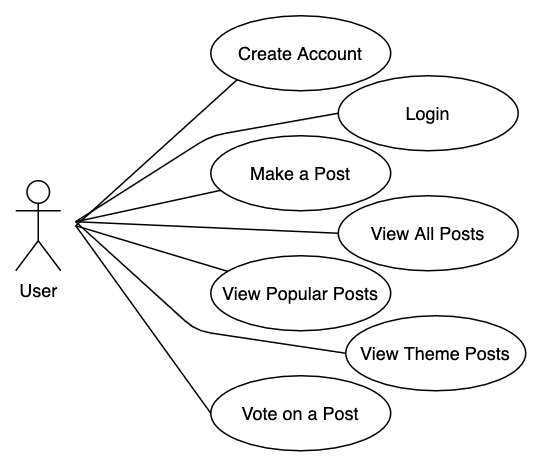 Create Account
Login
Make a Post
View All Posts
User
View Popular Posts
View Theme Posts
Vote on a Post